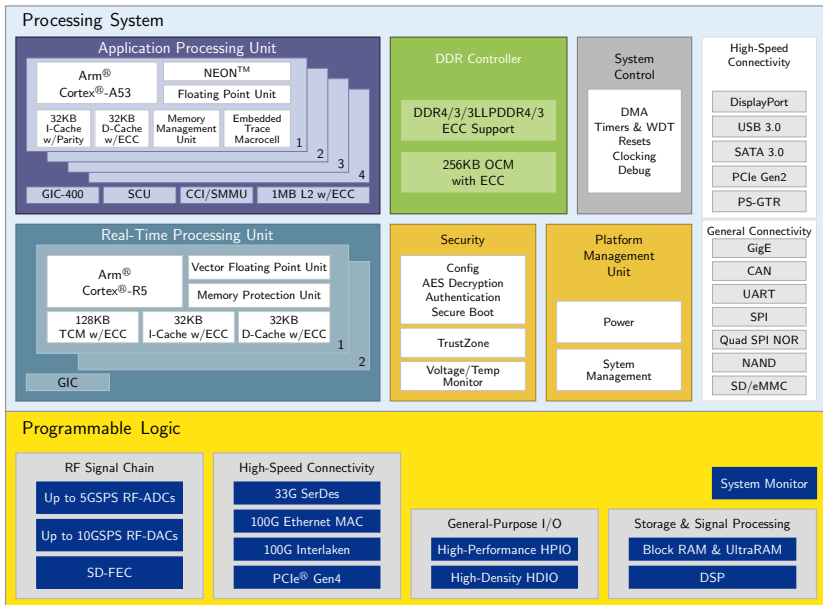 Processing System
Application Processing Unit
Arm®
Cortex®-A53
NEON™
Floating Point Unit
32KB
I-Cache
w/Parity
32KB
D-Cache
w/ECC
Memory
Management
Unit
Embedded
Trace
Macrocell
1
2
3
4
GIC-400
SCU
CCI/SMMU
1MB L2 w/ECC
DDR Controller
DDR4/3/3LLPDDR4/3
ECC Support
256KB OCM
with ECC
System
Control
DMA
Timers & WDT
Resets
Clocking
Debug
High-Speed
Connectivity
DisplayPort
USB 3.0
SATA 3.0
PCIe Gen2
PS-GTR
Real-Time Processing Unit
Arm®
Cortex®-R5
Vector Floating Point Unit
Memory Protection Unit
128KB
TCM w/ECC
32KB
I-Cache w/ECC
32KB
D-Cache w/ECC
1
2
GIC
Security
Config
AES Decryption
Authentication
Secure Boot
TrustZone
Voltage/Temp
Monitor
Platform
Management
Unit
Power
Sytem
Management
General Connectivity
GigE
CAN
UART
SPI
Quad SPI NOR
NAND
SD/eMMC
Programmable Logic
RF Signal Chain
Up to 5GSPS RF-ADCs
Up to 10GSPS RF-DACs
SD-FEC
High-Speed Connectivity
33G SerDes
100G Ethernet MAC
100G Interlaken
PCIe® Gen4
General-Purpose I/O
High-Performance HPIO
High-Density HDIO
System Monitor
Storage & Signal Processing
Block RAM & UltraRAM
DSP